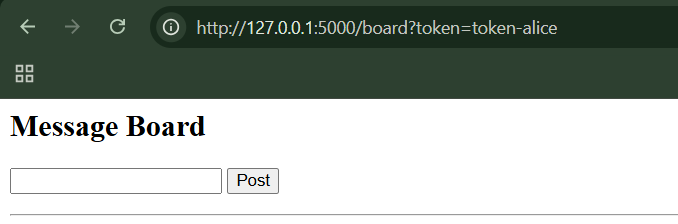 http://127.0.0.1:5000/board?token=token-alice
Message Board
Post